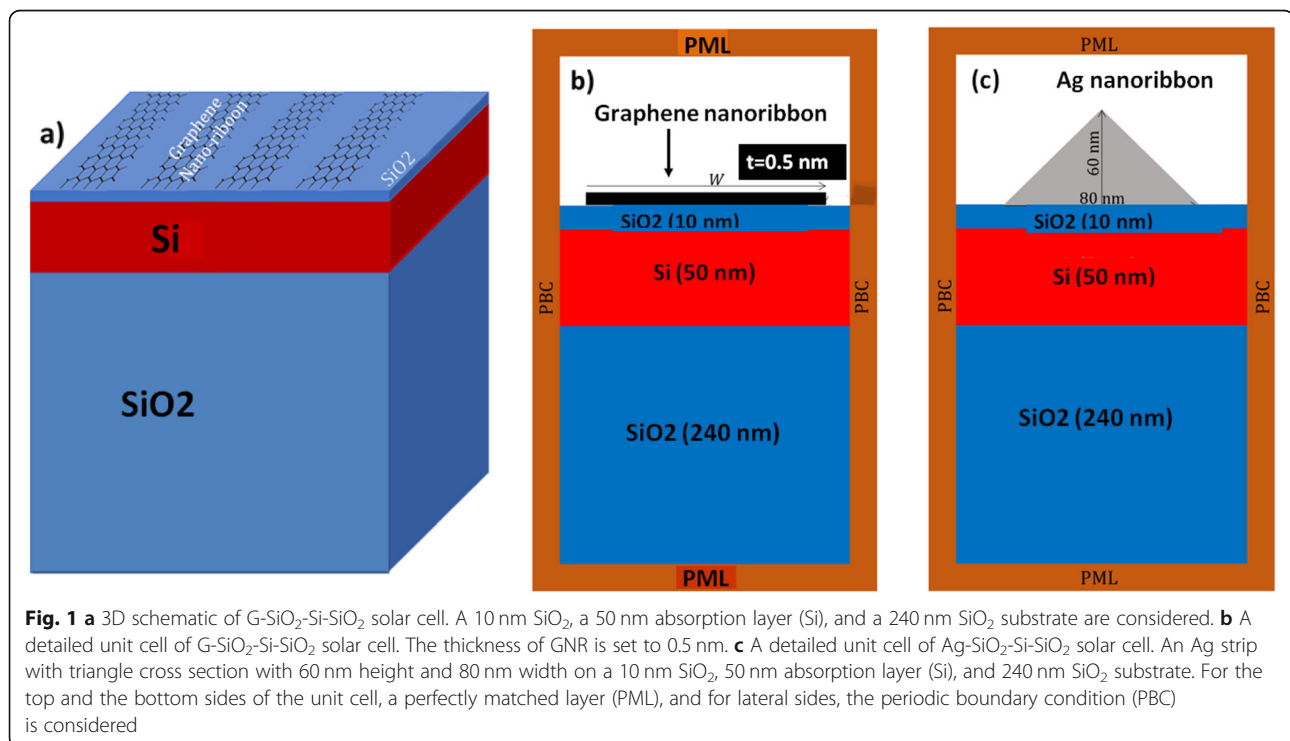 a)
Graphene
Nano-riboon
SiO2
Si
SiO2
PML
b)
Graphene nanoribbon
t=0.5 nm
W
SiO2 (10 nm)
Si (50 nm)
PBC
PBC
SiO2 (240 nm)
PML
PML
(c)
Ag nanoribbon
60 nm
80 nm
SiO2 (10 nm)
Si (50 nm)
PBC
PBC
SiO2 (240 nm)
PML
Fig. 1 a 3D schematic of G-SiO₂-Si-SiO₂ solar cell. A 10 nm SiO₂, a 50 nm absorption layer (Si), and a 240 nm SiO₂ substrate are considered. b A
detailed unit cell of G-SiO₂-Si-SiO₂ solar cell. The thickness of GNR is set to 0.5 nm. c A detailed unit cell of Ag-SiO₂-Si-SiO₂ solar cell. An Ag strip
with triangle cross section with 60 nm height and 80 nm width on a 10 nm SiO₂, 50 nm absorption layer (Si), and 240 nm SiO₂ substrate. For the
top and the bottom sides of the unit cell, a perfectly matched layer (PML), and for lateral sides, the periodic boundary condition (PBC)
is considered